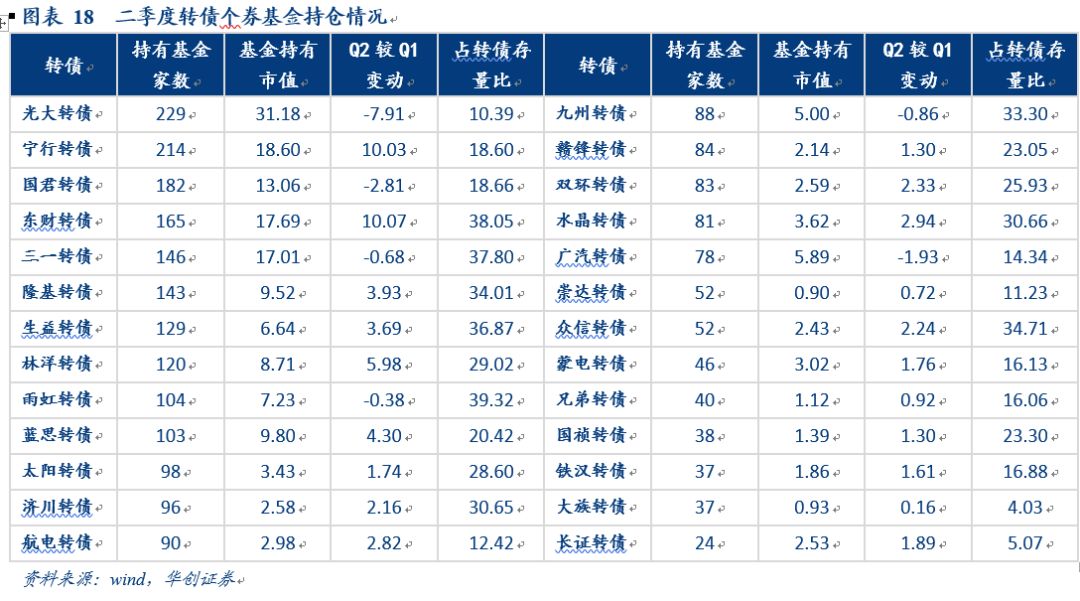 图表 18 二季度转债个券基金持仓情况
转债 持有基金家数 基金持有市值 Q2 较 Q1 变动 占转债存量比 转债 持有基金家数 基金持有市值 Q2 较 Q1 变动 占转债存量比
光大转债 229 31.18 -7.91 10.39 九州转债 88 5.00 -0.86 33.30
宁行转债 214 18.60 10.03 18.60 赣锋转债 84 2.14 1.30 23.05
国君转债 182 13.06 -2.81 18.66 双环转债 83 2.59 2.33 25.93
东财转债 165 17.69 10.07 38.05 水晶转债 81 3.62 2.94 30.66
三一转债 146 17.01 -0.68 37.80 广汽转债 78 5.89 -1.93 14.34
隆基转债 143 9.52 3.93 34.01 崇达转债 52 0.90 0.72 11.23
生益转债 129 6.64 3.69 36.87 众信转债 52 2.43 2.24 34.71
林洋转债 120 8.71 5.98 29.02 蒙电转债 46 3.02 1.76 16.13
雨虹转债 104 7.23 -0.38 39.32 兄弟转债 40 1.12 0.92 16.06
蓝思转债 103 9.80 4.30 20.42 国祯转债 38 1.39 1.30 23.30
太阳转债 98 3.43 1.74 28.60 铁汉转债 37 1.86 1.61 16.88
济川转债 96 2.58 2.16 30.65 大族转债 37 0.93 0.16 4.03
航电转债 90 2.98 2.82 12.42 长证转债 24 2.53 1.89 5.07
资料来源：wind，华创证券